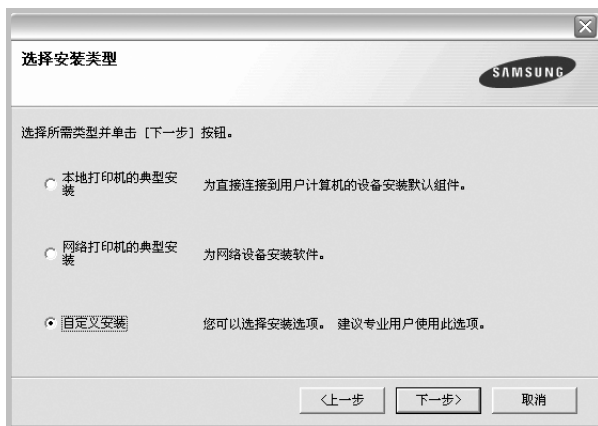 选择安装类型
SAMSUNG
选择所需类型并单击 [下一步] 按钮。
本地打印机的典型安
装
为直接连接到用户计算机的设备安装默认组件。
网络打印机的典型安
装
为网络设备安装软件。
自定义安装
您可以选择安装选项。 建议专业用户使用此选项。
<上一步
下一步>
取消